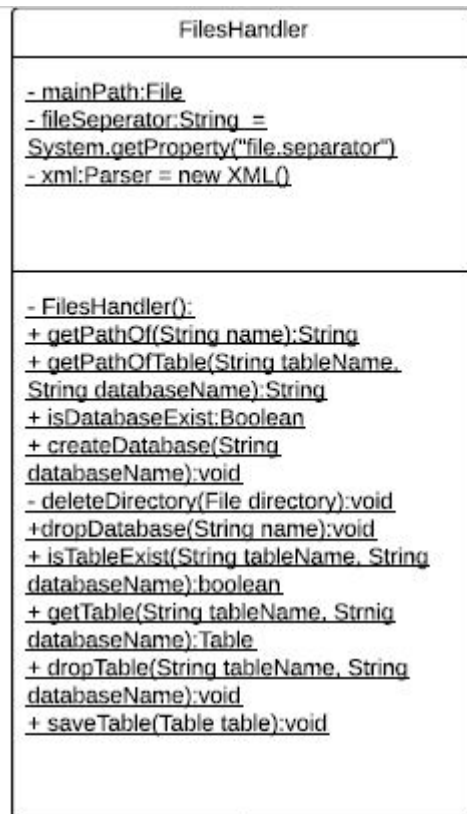 FilesHandler
- mainPath:File
- fileSeperator:String =
System.getProperty("file.separator")
- xml:Parser = new XML()
- FilesHandler():
+ getPathOf(String name):String
+ getPathOfTable(String tableName,
String databaseName):String
+ isDatabaseExist:Boolean
+ createDatabase(String
databaseName):void
- deleteDirectory(File directory):void
+dropDatabase(String name):void
+ isTableExist(String tableName, String
databaseName):boolean
+ getTable(String tableName, Strnig
databaseName):Table
+ dropTable(String tableName, String
databaseName):void
+ saveTable(Table table):void